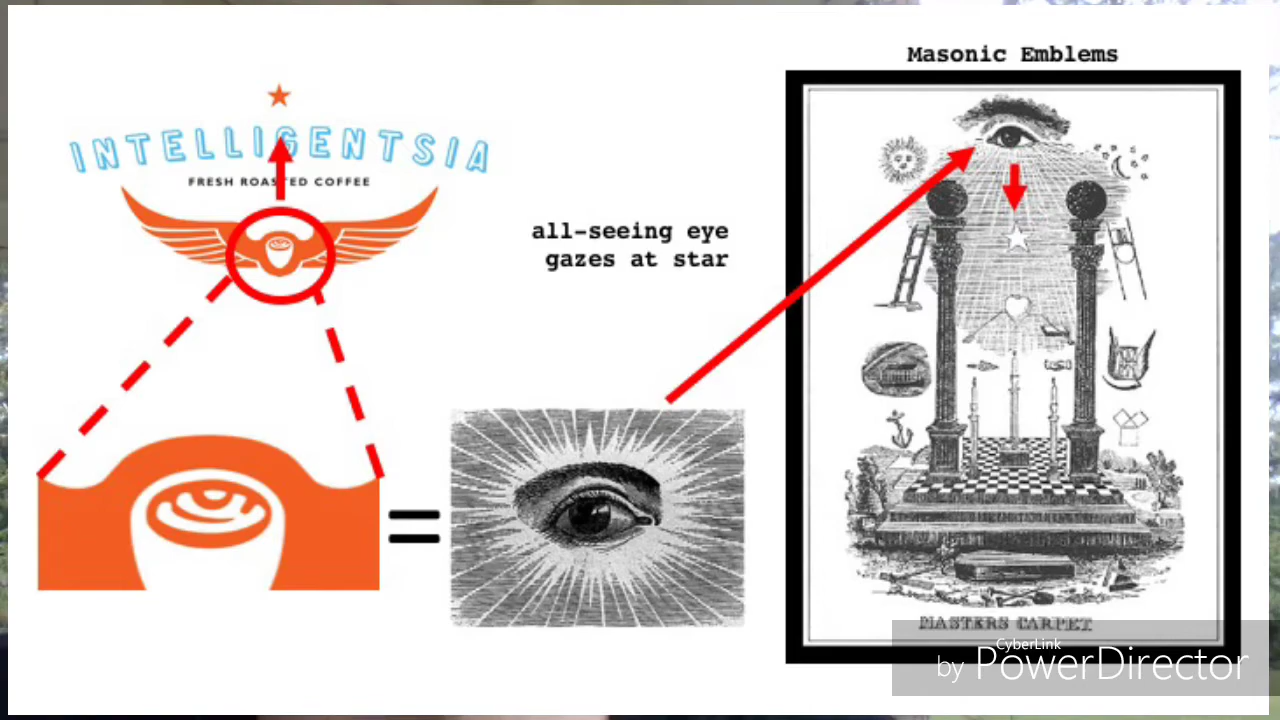 Masonic Emblems
INTELLIGENTSIA
FRESH ROASTED COFFEE
all-seeing eye
gazes at star
MASTERS CARPET
CyberLink
by PowerDirector